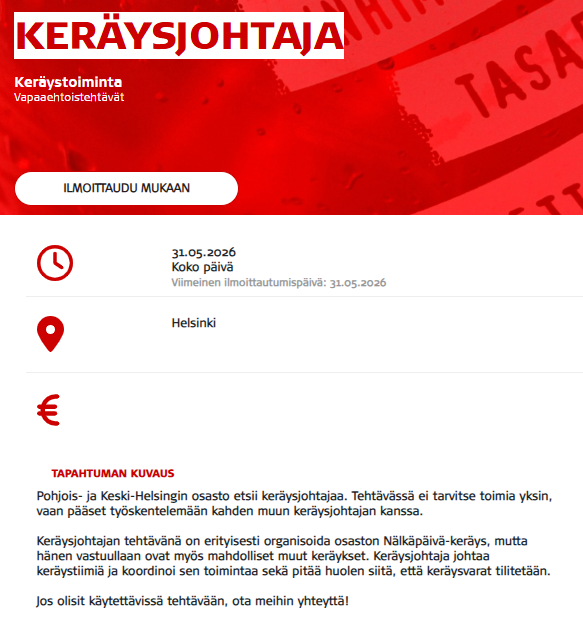 KERÄYSJOHTAJA
Keräystoiminta
Vapaaehtoistehtävät
ILMOITTAUDU MUKAAN
31.05.2026
Koko päivä
Viimeinen ilmoittautumispäivä: 31.05.2026
Helsinki
€
TAPAHTUMAN KUVAUS
Pohjois- ja Keski-Helsingin osasto etsii keräysjohtajaa. Tehtävässä ei tarvitse toimia yksin,
vaan pääset työskentelemään kahden muun keräysjohtajan kanssa.
Keräysjohtajan tehtävänä on erityisesti organisoida osaston Nälkäpäivä-keräys, mutta
hänen vastuullaan ovat myös mahdolliset muut keräykset. Keräysjohtaja johtaa
keräystiimiä ja koordinoi sen toimintaa sekä pitää huolen siitä, että keräysvarat tilitetään.
Jos olisit käytettävissä tehtävään, ota meihin yhteyttä!